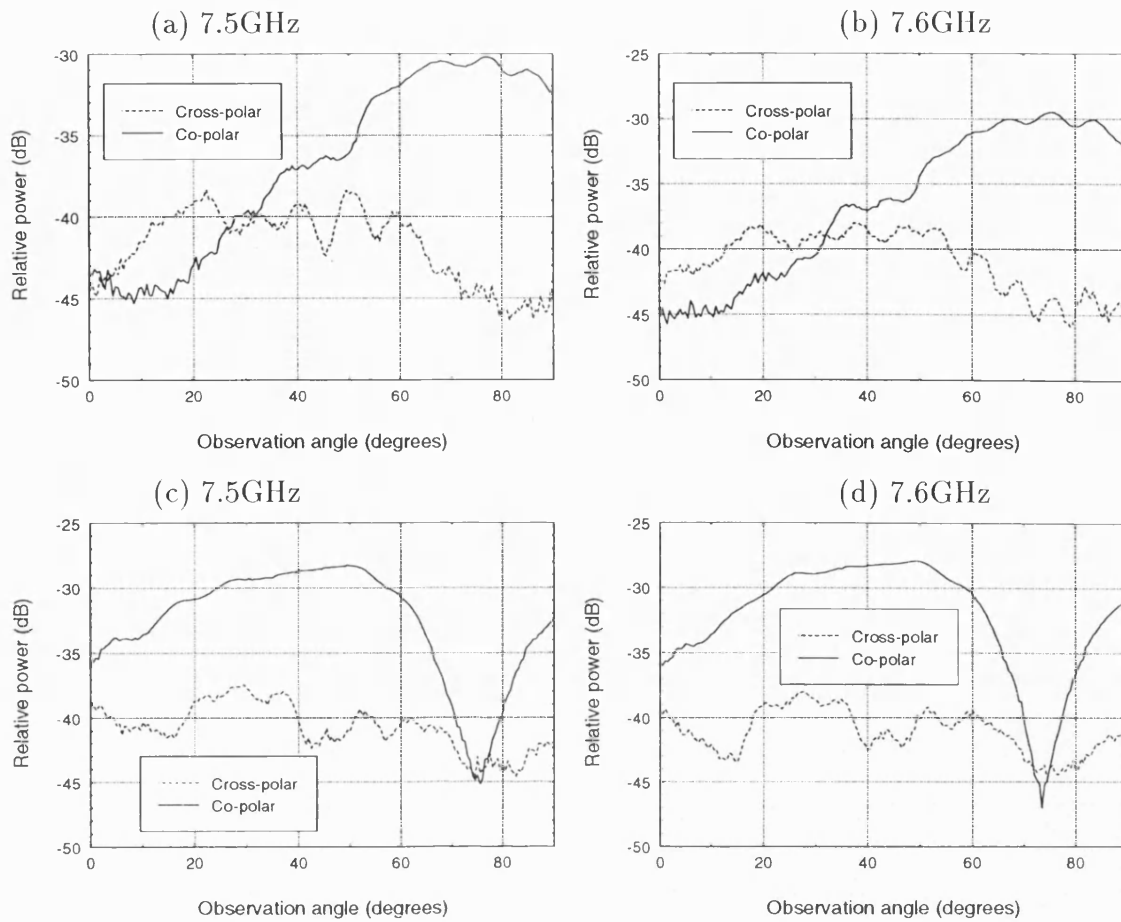 (a) 7.5GHz
-30
-35
-40
-45
-50
0
20
40
60
80
Relative power (dB)
Observation angle (degrees)
Cross-polar
Co-polar
(b) 7.6GHz
-25
-30
-35
-40
-45
-50
0
20
40
60
80
Relative power (dB)
Observation angle (degrees)
Cross-polar
Co-polar
(c) 7.5GHz
-25
-30
-35
-40
-45
-50
0
20
40
60
80
Relative power (dB)
Observation angle (degrees)
Cross-polar
Co-polar
(d) 7.6GHz
-25
-30
-35
-40
-45
-50
0
20
40
60
80
Relative power (dB)
Observation angle (degrees)
Cross-polar
Co-polar